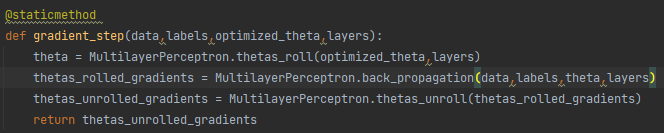 @staticmethod
def gradient_step(data,labels,optimized_theta,layers):
    theta = MultilayerPerceptron.thetas_roll(optimized_theta,layers)
    thetas_rolled_gradients = MultilayerPerceptron.back_propagation(data,labels,theta,layers)
    thetas_unrolled_gradients = MultilayerPerceptron.thetas_unroll(thetas_rolled_gradients)
    return thetas_unrolled_gradients